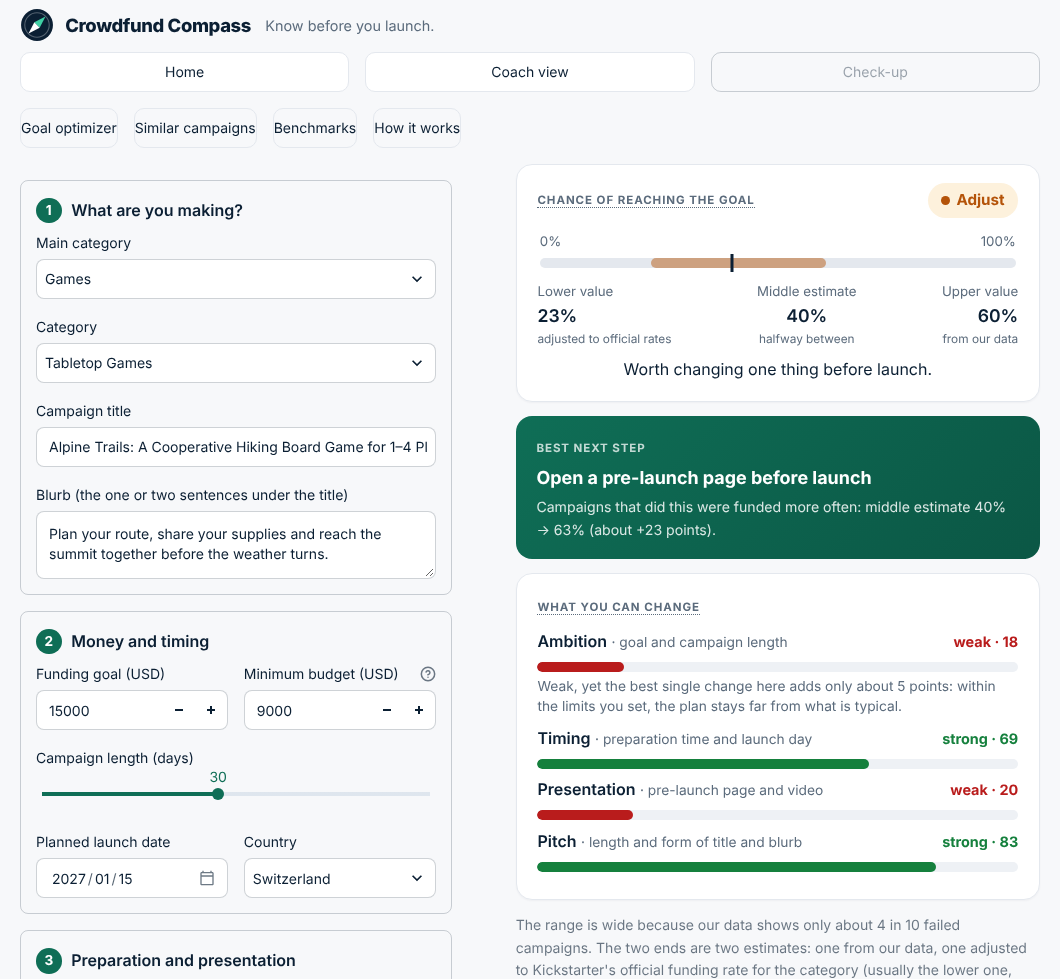 Crowdfund Compass Know before you launch.
Home Coach view Check-up
Goal optimizer Similar campaigns Benchmarks How it works
1 What are you making?
Main category
Games
Category
Tabletop Games
Campaign title
Alpine Trails: A Cooperative Hiking Board Game for 1–4 Pl
Blurb (the one or two sentences under the title)
Plan your route, share your supplies and reach the
summit together before the weather turns.
2 Money and timing
Funding goal (USD) Minimum budget (USD) ?
15000 − + 9000 − +
Campaign length (days)
30
Planned launch date Country
2027/01/15 Switzerland
3 Preparation and presentation
CHANCE OF REACHING THE GOAL Adjust
0% 100%
Lower value Middle estimate Upper value
23% 40% 60%
adjusted to official rates halfway between from our data
Worth changing one thing before launch.
BEST NEXT STEP
Open a pre-launch page before launch
Campaigns that did this were funded more often: middle estimate 40%
→ 63% (about +23 points).
WHAT YOU CAN CHANGE
Ambition · goal and campaign length weak · 18
Weak, yet the best single change here adds only about 5 points: within
the limits you set, the plan stays far from what is typical.
Timing · preparation time and launch day strong · 69
Presentation · pre-launch page and video weak · 20
Pitch · length and form of title and blurb strong · 83
The range is wide because our data shows only about 4 in 10 failed
campaigns. The two ends are two estimates: one from our data, one adjusted
to Kickstarter's official funding rate for the category (usually the lower one,